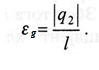 ε_g = |q_2| / l .